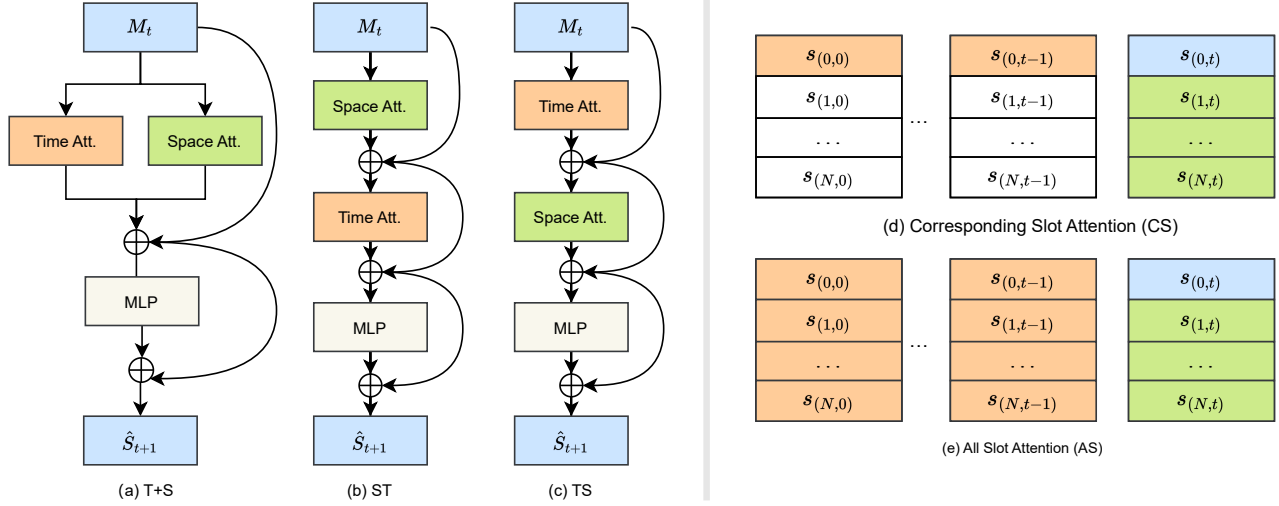 M_t
Time Att.
Space Att.
MLP
Ŝ_{t+1}
(a) T+S
M_t
Space Att.
Time Att.
MLP
Ŝ_{t+1}
(b) ST
M_t
Time Att.
Space Att.
MLP
Ŝ_{t+1}
(c) TS
s_{(0,0)} s_{(0,t−1)} s_{(0,t)}
s_{(1,0)} ... s_{(1,t−1)} s_{(1,t)}
... ... ...
s_{(N,0)} s_{(N,t−1)} s_{(N,t)}
(d) Corresponding Slot Attention (CS)
s_{(0,0)} s_{(0,t−1)} s_{(0,t)}
s_{(1,0)} ... s_{(1,t−1)} s_{(1,t)}
... ... ...
s_{(N,0)} s_{(N,t−1)} s_{(N,t)}
(e) All Slot Attention (AS)